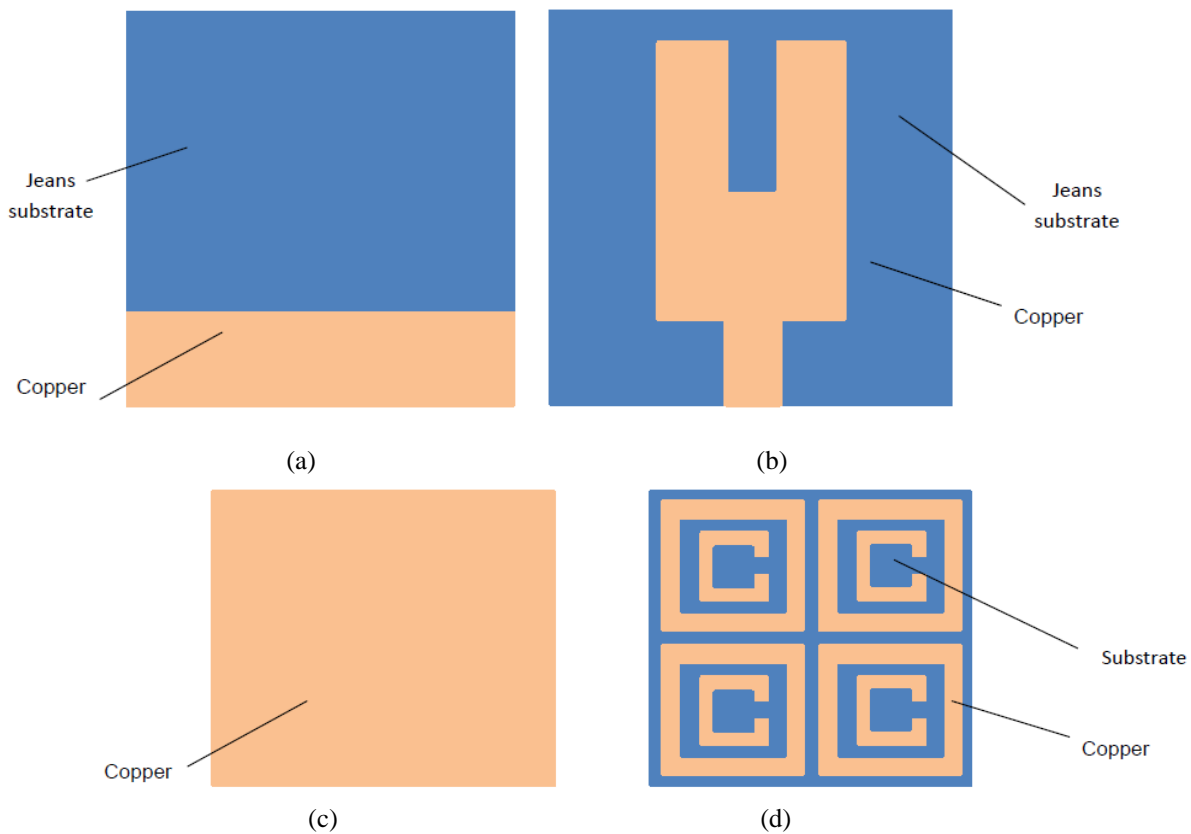 Jeans
substrate
Copper
Jeans
substrate
Copper
(a)
(b)
Copper
Substrate
Copper
(c)
(d)